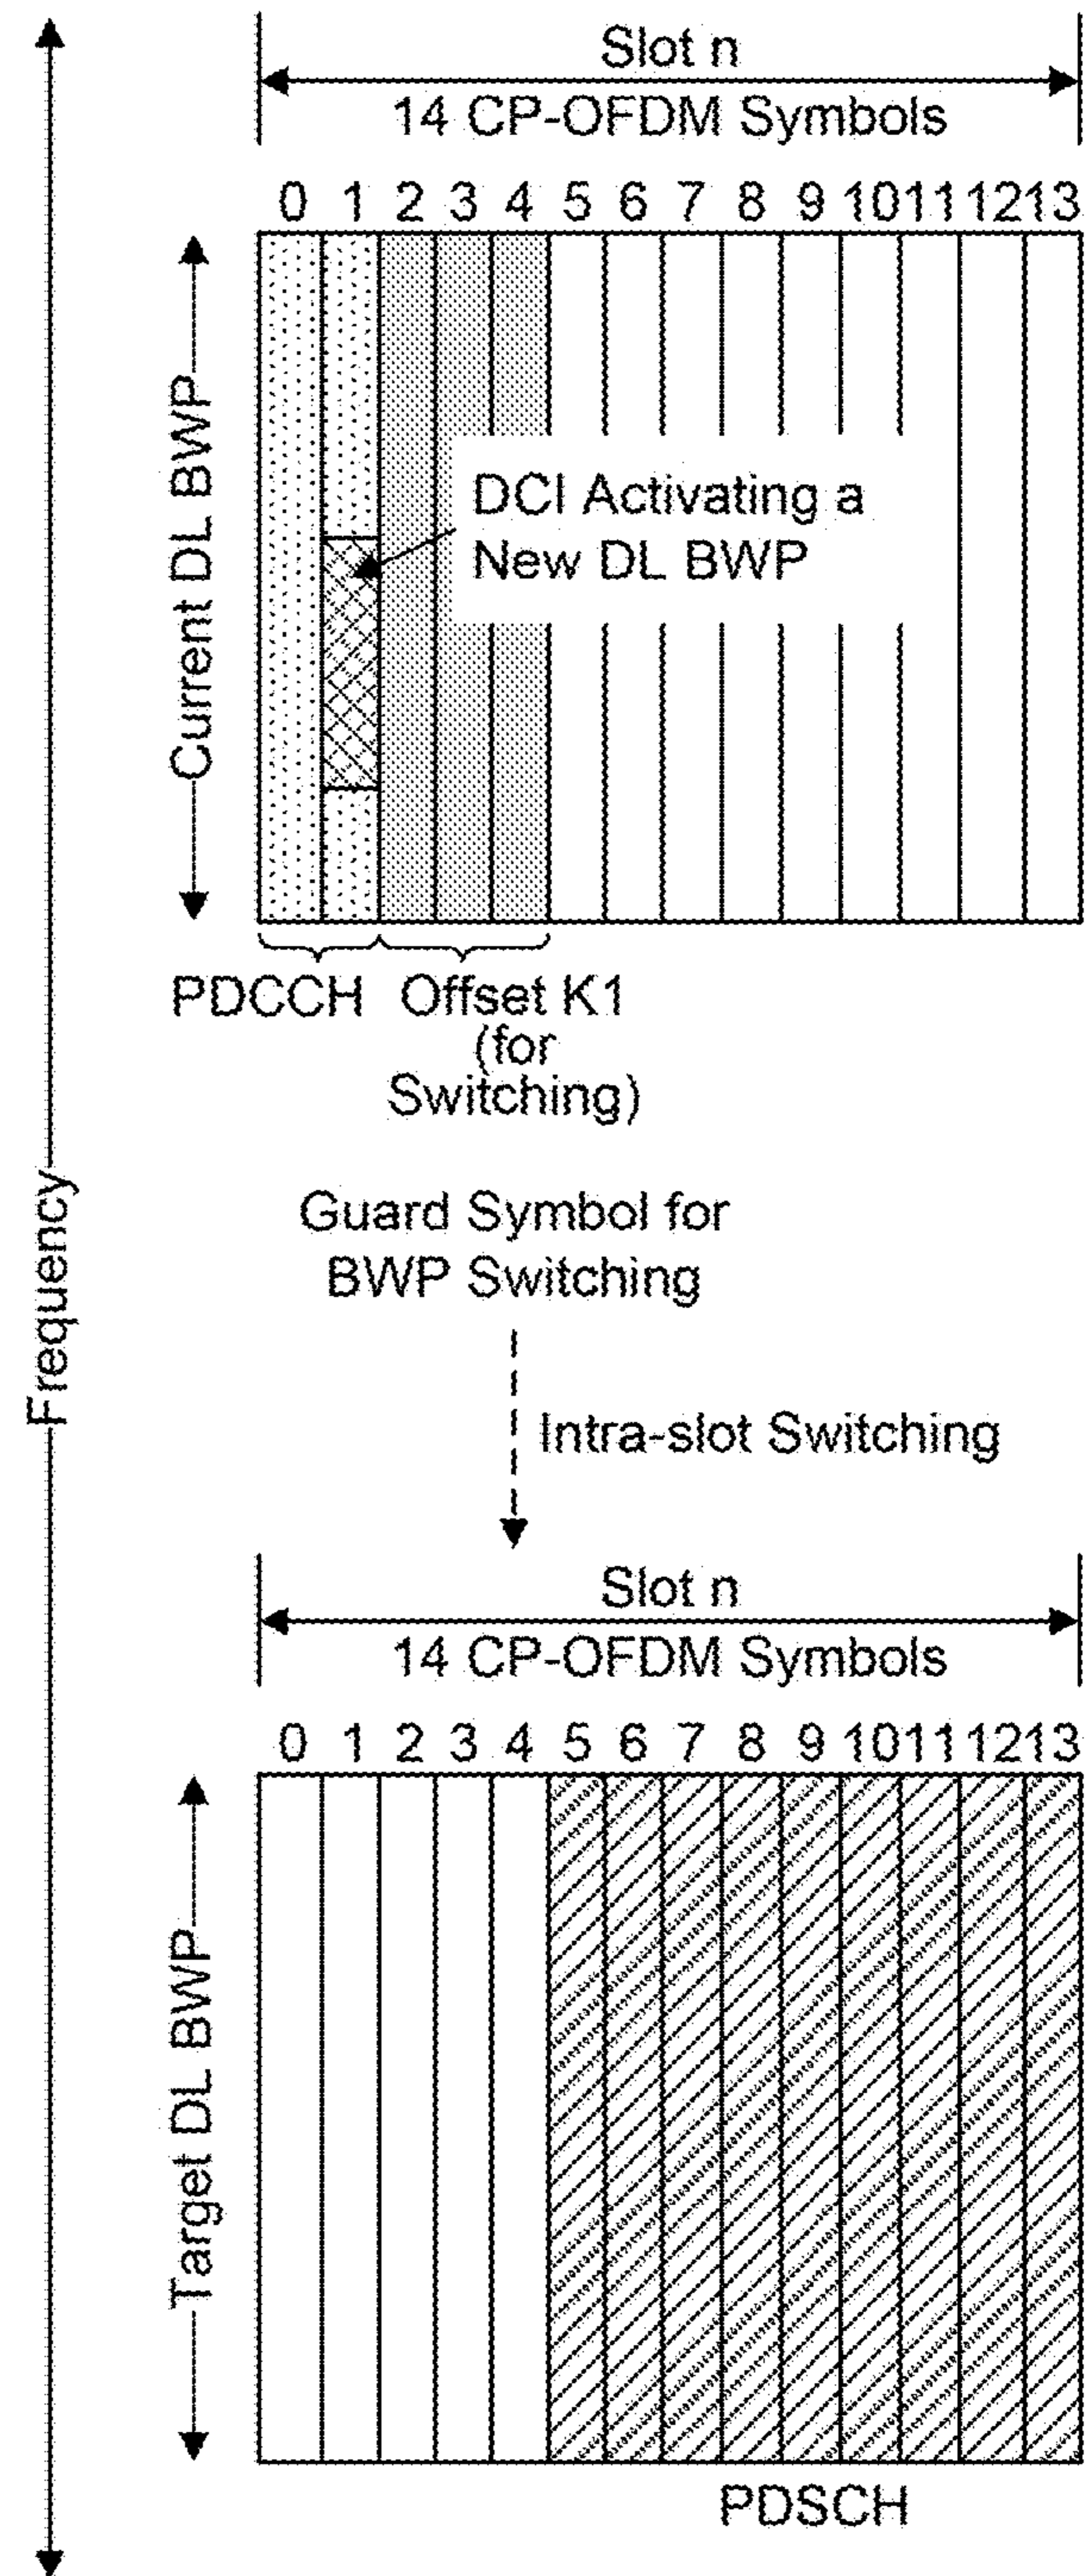 Slot n
14 CP-OFDM Symbols
0 1 2 3 4 5 6 7 8 9 10 11 12 13
Current DL BWP
DCI Activating a
New DL BWP
PDCCH Offset K1
(for
Switching)
Frequency
Guard Symbol for
BWP Switching
Intra-slot Switching
Slot n
14 CP-OFDM Symbols
0 1 2 3 4 5 6 7 8 9 10 11 12 13
Target DL BWP
PDSCH